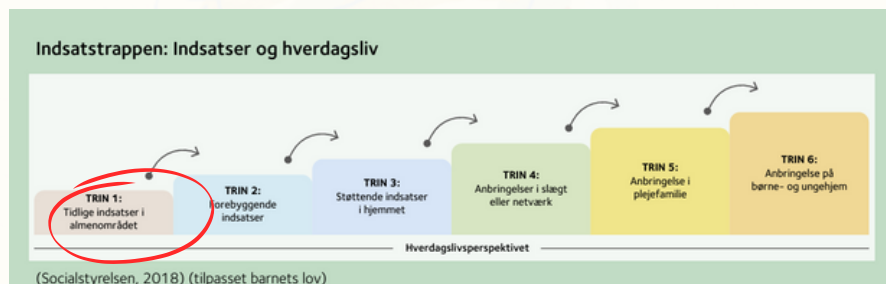 Indsatstrappen: Indsatser og hverdagsliv
TRIN 1:
Tidlige indsatser i
almenområdet
TRIN 2:
Forebyggende
indsatser
TRIN 3:
Støttende indsatser
i hjemmet
TRIN 4:
Anbringelser i slægt
eller netværk
TRIN 5:
Anbringelse i
plejefamilie
TRIN 6:
Anbringelse på
børne- og ungehjem
Hverdagslivsperspektivet
(Socialstyrelsen, 2018) (tilpasset barnets lov)